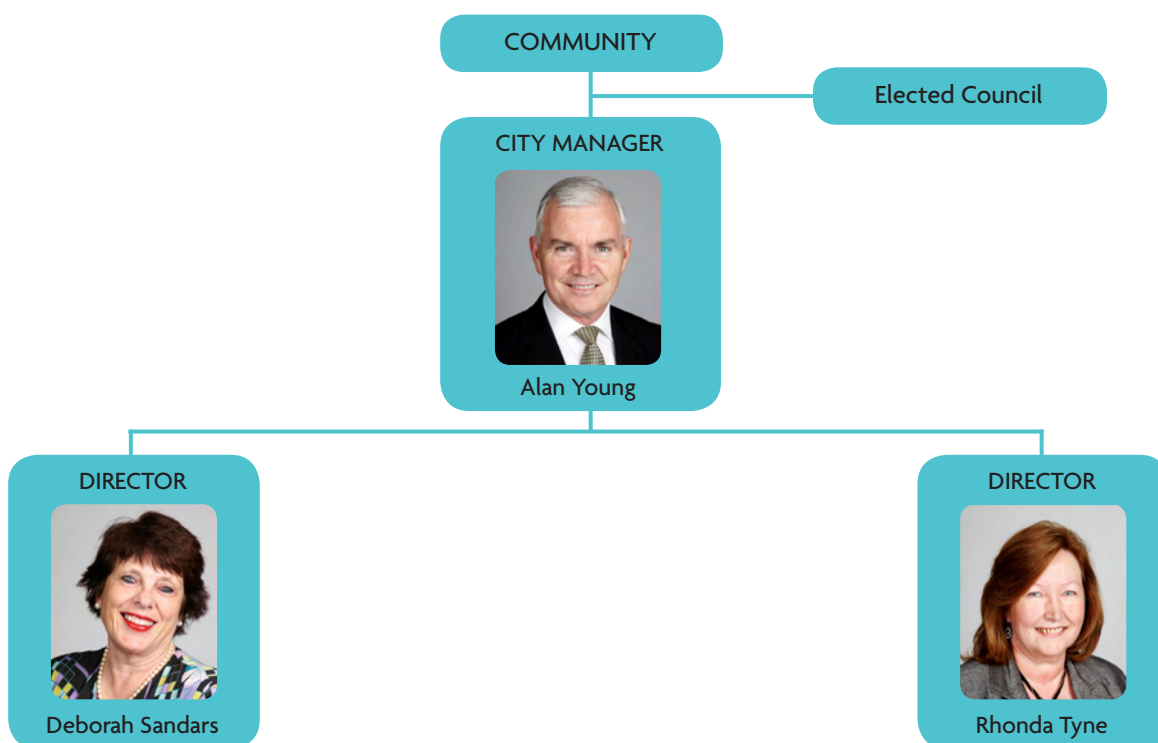 COMMUNITY
Elected Council
CITY MANAGER
Alan Young
DIRECTOR
Deborah Sandars
DIRECTOR
Rhonda Tyne